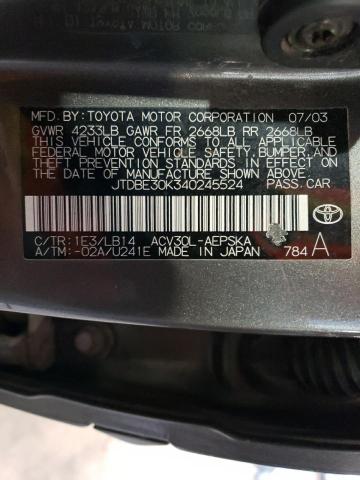 MFD. BY: TOYOTA MOTOR CORPORATION 07/03
GVWR 4233LB GAWR FR 2668LB RR 2668LB
THIS VEHICLE CONFORMS TO ALL APPLICABLE
FEDERAL MOTOR VEHICLE SAFETY, BUMPER, AND
THEFT PREVENTION STANDARDS IN EFFECT ON
THE DATE OF MANUFACTURE SHOWN ABOVE.
JTDBE30K340245524 PASS.CAR
C/TR: 1E3/LB14 ACV30L-AEPSKA
A/TM: -02A/U241E MADE IN JAPAN 784 A